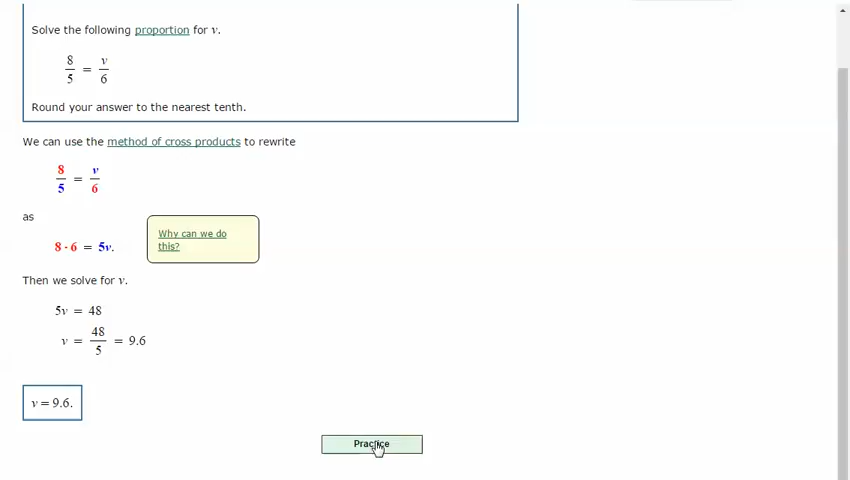 Solve the following proportion for v.
8/5 = v/6
Round your answer to the nearest tenth.
We can use the method of cross products to rewrite
8/5 = v/6
as
8 · 6 = 5v.
Why can we do
this?
Then we solve for v.
5v = 48
v = 48/5 = 9.6
v = 9.6.
Practice